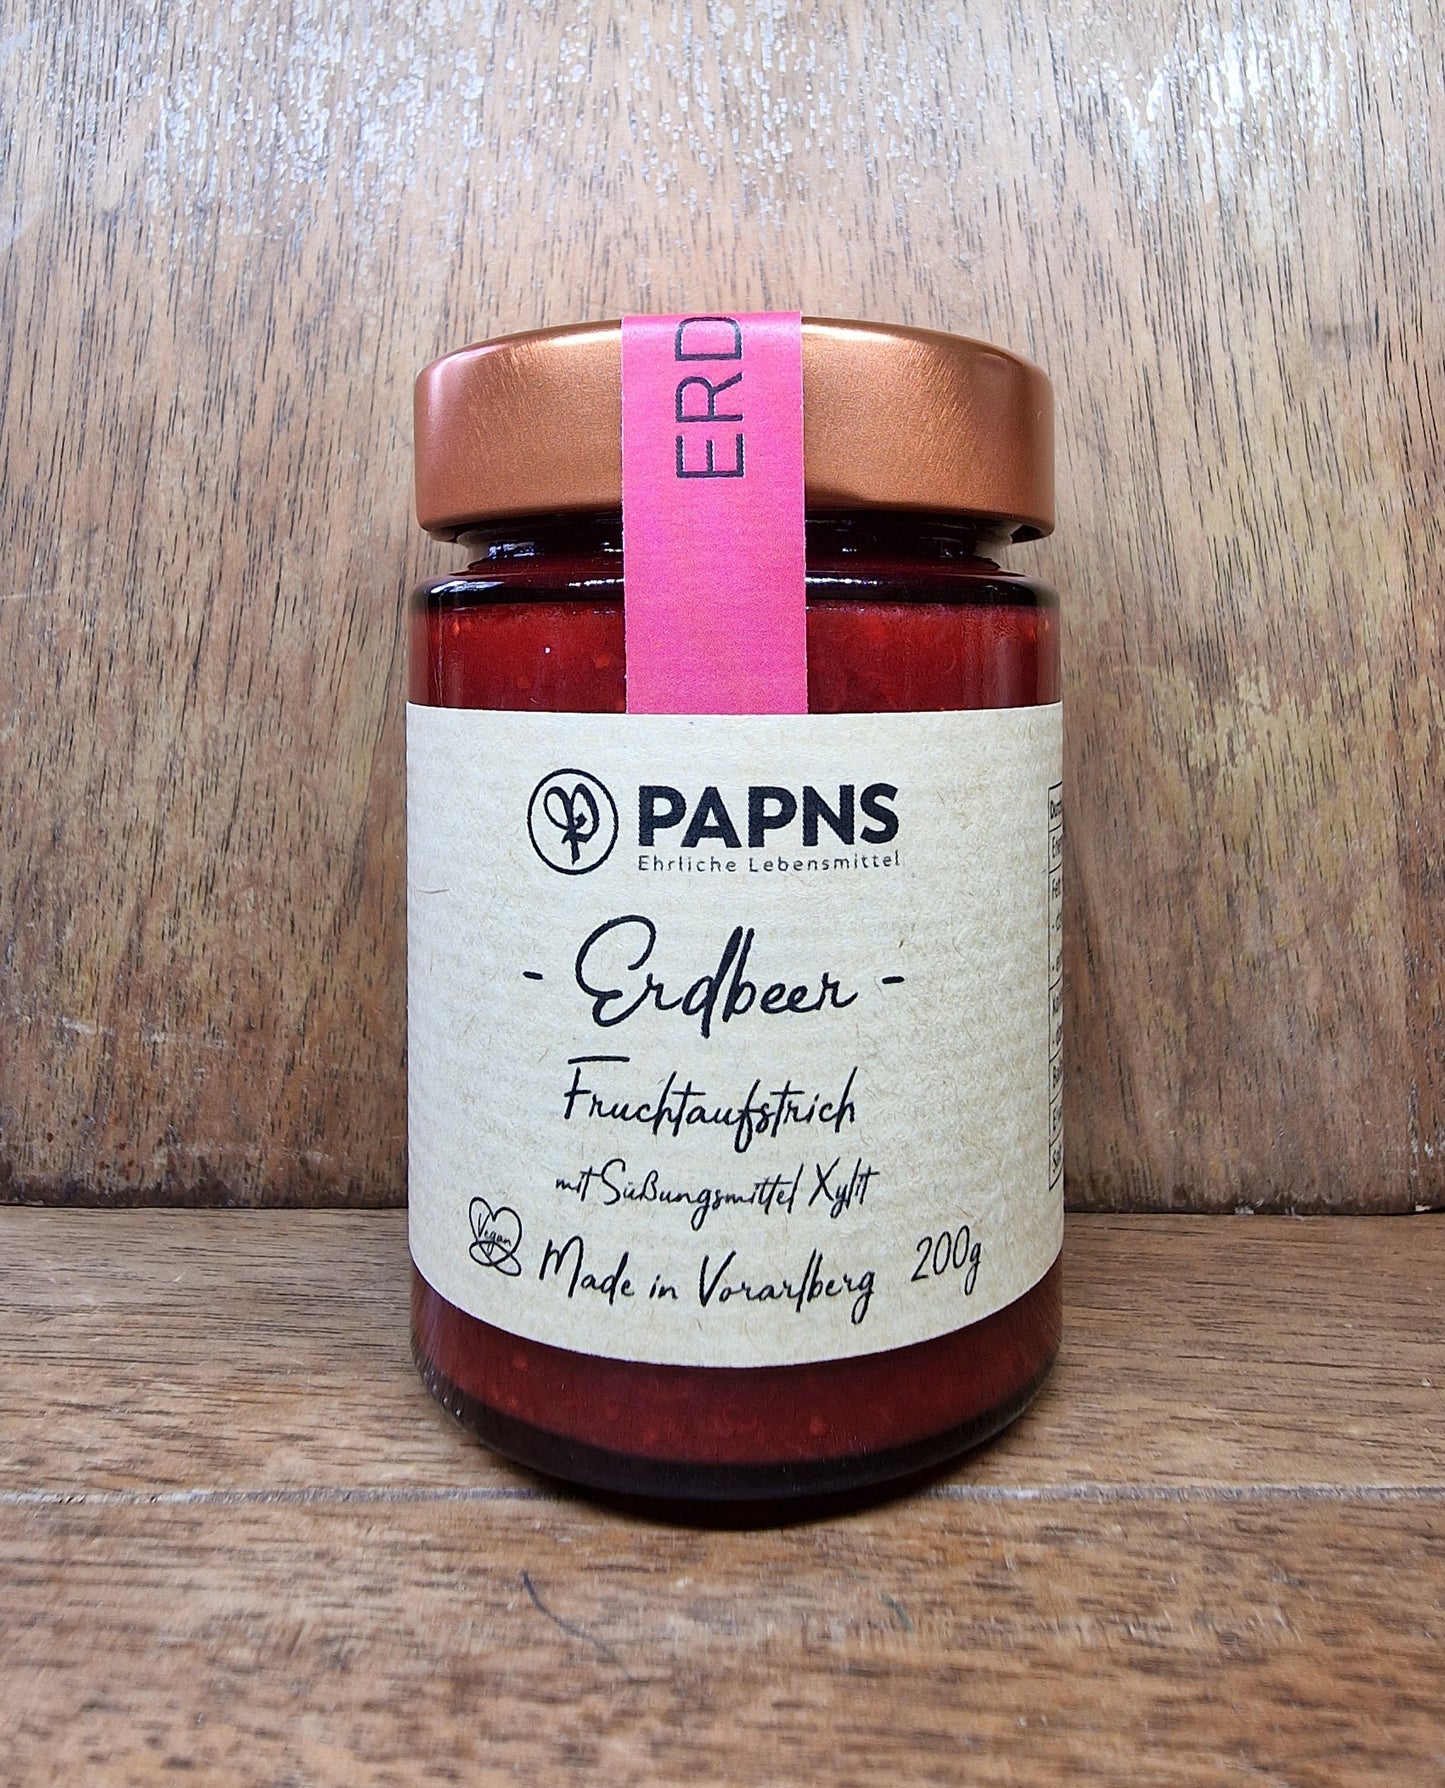 ERD
PAPNS
Ehrliche Lebensmittel
- Erdbeer -
Fruchtaufstrich
mit Süßungsmittel Xylit
Vegan
Made in Vorarlberg
200g